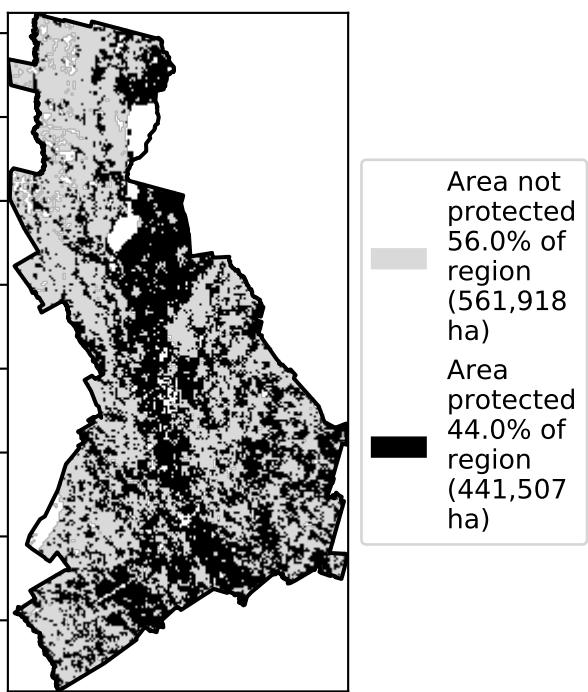 Area not
protected
56.0% of
region
(561,918
ha)
Area
protected
44.0% of
region
(441,507
ha)